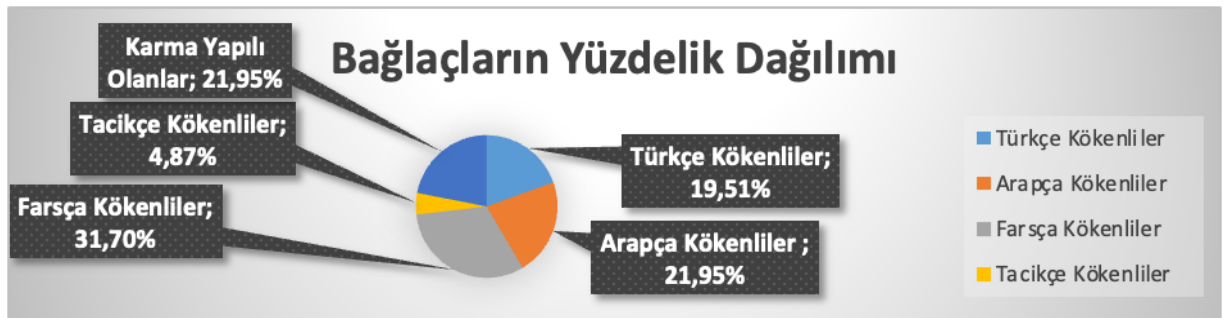 Bağlaçların Yüzdelik Dağılımı
Karma Yapılı
Olanlar; 21,95%
Tacikçe Kökenliler;
4,87%
Farsça Kökenliler;
31,70%
Türkçe Kökenliler;
19,51%
Arapça Kökenliler ;
21,95%
Türkçe Kökenliler
Arapça Kökenliler
Farsça Kökenliler
Tacikçe Kökenliler